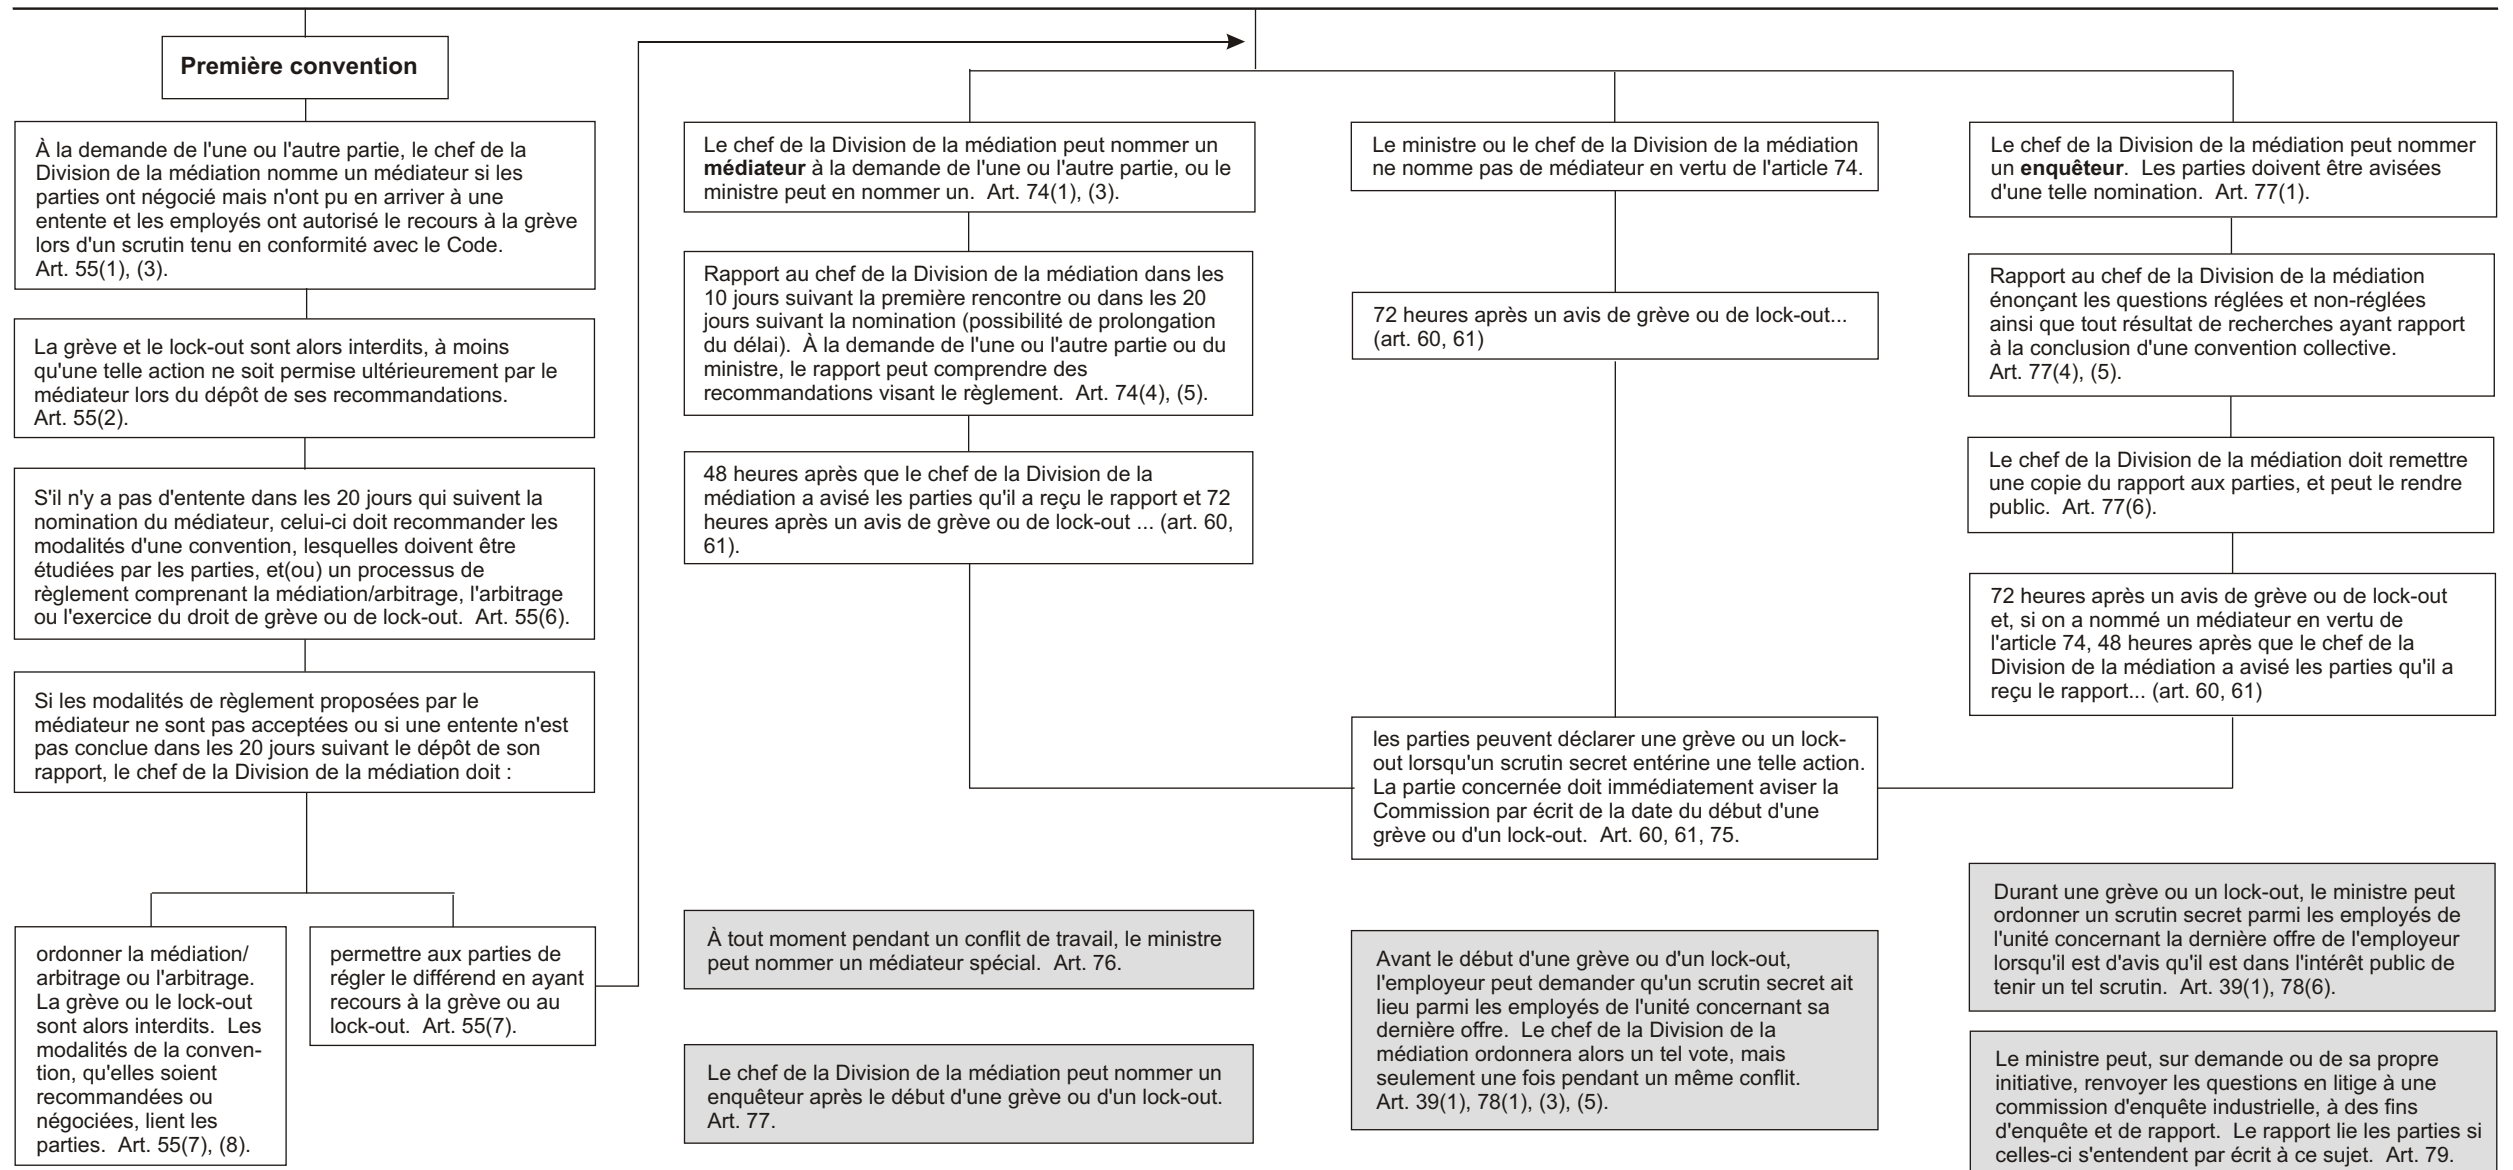 Première convention
À la demande de l'une ou l'autre partie, le chef de la
Division de la médiation nomme un médiateur si les
parties ont négocié mais n'ont pu en arriver à une
entente et les employés ont autorisé le recours à la grève
lors d'un scrutin tenu en conformité avec le Code.
Art. 55(1), (3).
La grève et le lock-out sont alors interdits, à moins
qu'une telle action ne soit permise ultérieurement par le
médiateur lors du dépôt de ses recommandations.
Art. 55(2).
S'il n'y a pas d'entente dans les 20 jours qui suivent la
nomination du médiateur, celui-ci doit recommander les
modalités d'une convention, lesquelles doivent être
étudiées par les parties, et(ou) un processus de
règlement comprenant la médiation/arbitrage, l'arbitrage
ou l'exercice du droit de grève ou de lock-out. Art. 55(6).
Si les modalités de règlement proposées par le
médiateur ne sont pas acceptées ou si une entente n'est
pas conclue dans les 20 jours suivant le dépôt de son
rapport, le chef de la Division de la médiation doit :
ordonner la médiation/
arbitrage ou l'arbitrage.
La grève ou le lock-out
sont alors interdits. Les
modalités de la conven-
tion, qu'elles soient
recommandées ou
négociées, lient les
parties. Art. 55(7), (8).
permettre aux parties de
régler le différend en ayant
recours à la grève ou au
lock-out. Art. 55(7).
Le chef de la Division de la médiation peut nommer un
médiateur à la demande de l'une ou l'autre partie, ou le
ministre peut en nommer un. Art. 74(1), (3).
Rapport au chef de la Division de la médiation dans les
10 jours suivant la première rencontre ou dans les 20
jours suivant la nomination (possibilité de prolongation
du délai). À la demande de l'une ou l'autre partie ou du
ministre, le rapport peut comprendre des
recommandations visant le règlement. Art. 74(4), (5).
48 heures après que le chef de la Division de la
médiation a avisé les parties qu'il a reçu le rapport et 72
heures après un avis de grève ou de lock-out ... (art. 60,
61).
Le ministre ou le chef de la Division de la médiation
ne nomme pas de médiateur en vertu de l'article 74.
72 heures après un avis de grève ou de lock-out...
(art. 60, 61)
Le chef de la Division de la médiation peut nommer
un enquêteur. Les parties doivent être avisées
d'une telle nomination. Art. 77(1).
Rapport au chef de la Division de la médiation
énonçant les questions réglées et non-réglées
ainsi que tout résultat de recherches ayant rapport
à la conclusion d'une convention collective.
Art. 77(4), (5).
Le chef de la Division de la médiation doit remettre
une copie du rapport aux parties, et peut le rendre
public. Art. 77(6).
72 heures après un avis de grève ou de lock-out
et, si on a nommé un médiateur en vertu de
l'article 74, 48 heures après que le chef de la
Division de la médiation a avisé les parties qu'il a
reçu le rapport... (art. 60, 61)
les parties peuvent déclarer une grève ou un lock-
out lorsqu'un scrutin secret entérine une telle action.
La partie concernée doit immédiatement aviser la
Commission par écrit de la date du début d'une
grève ou d'un lock-out. Art. 60, 61, 75.
À tout moment pendant un conflit de travail, le ministre
peut nommer un médiateur spécial. Art. 76.
Le chef de la Division de la médiation peut nommer un
enquêteur après le début d'une grève ou d'un lock-out.
Art. 77.
Avant le début d'une grève ou d'un lock-out,
l'employeur peut demander qu'un scrutin secret ait
lieu parmi les employés de l'unité concernant sa
dernière offre. Le chef de la Division de la
médiation ordonnera alors un tel vote, mais
seulement une fois pendant un même conflit.
Art. 39(1), 78(1), (3), (5).
Durant une grève ou un lock-out, le ministre peut
ordonner un scrutin secret parmi les employés de
l'unité concernant la dernière offre de l'employeur
lorsqu'il est d'avis qu'il est dans l'intérêt public de
tenir un tel scrutin. Art. 39(1), 78(6).
Le ministre peut, sur demande ou de sa propre
initiative, renvoyer les questions en litige à une
commission d'enquête industrielle, à des fins
d'enquête et de rapport. Le rapport lie les parties si
celles-ci s'entendent par écrit à ce sujet. Art. 79.